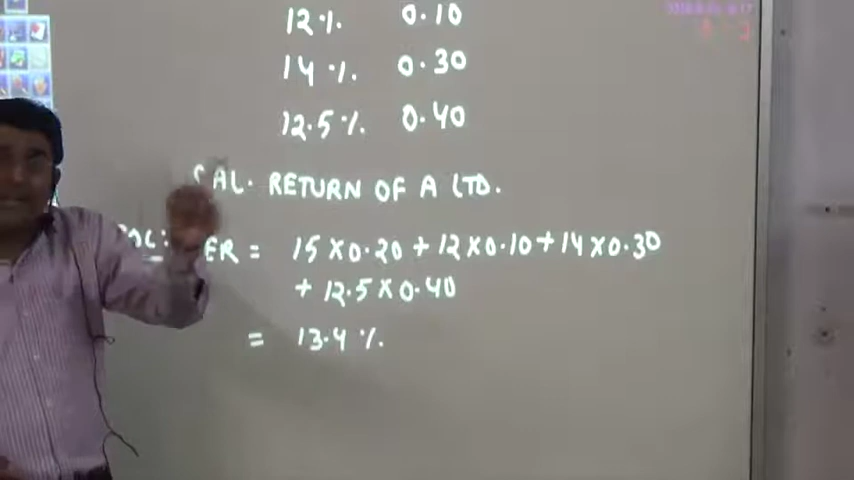 12 % 0.10
14 % 0.30
12.5 % 0.40
CAL. RETURN OF A LTD.
ER = 15 X 0.20 + 12 X 0.10 + 14 X 0.30
+ 12.5 X 0.40
= 13.4 %